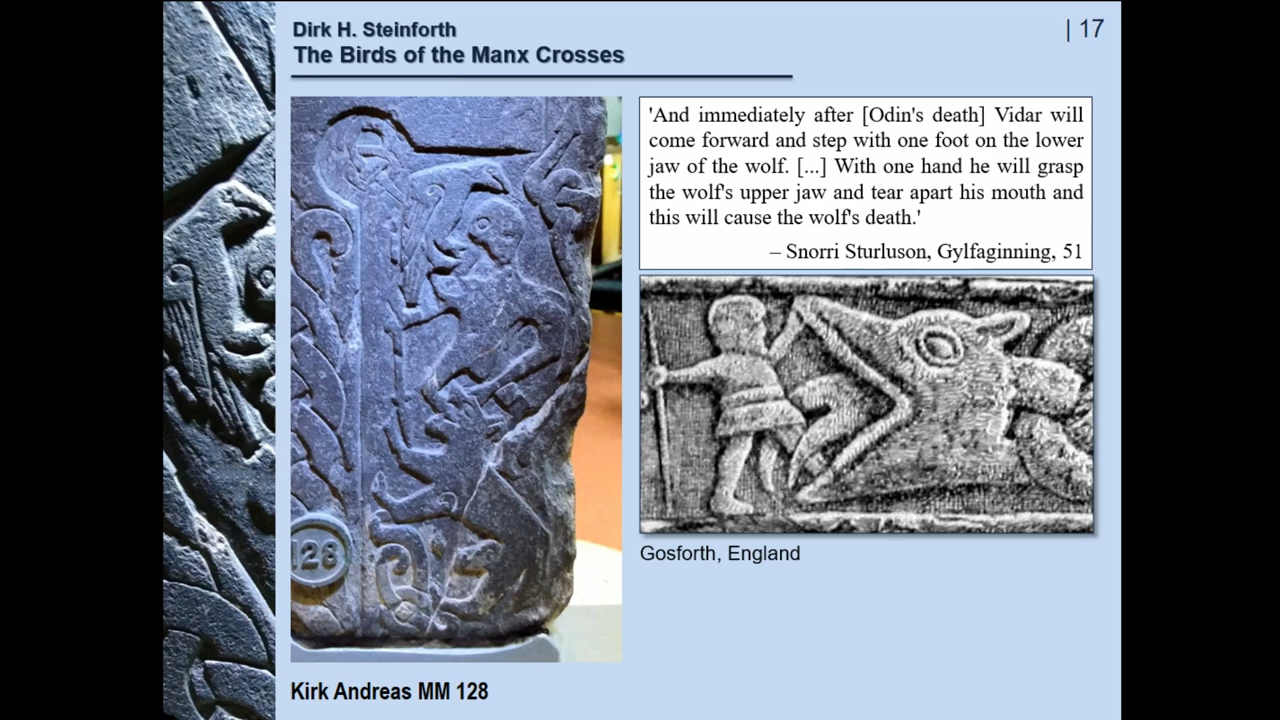 Dirk H. Steinforth
The Birds of the Manx Crosses
| 17
'And immediately after [Odin's death] Vidar will
come forward and step with one foot on the lower
jaw of the wolf. [...] With one hand he will grasp
the wolf's upper jaw and tear apart his mouth and
this will cause the wolf's death.'
– Snorri Sturluson, Gylfaginning, 51
128
Gosforth, England
Kirk Andreas MM 128